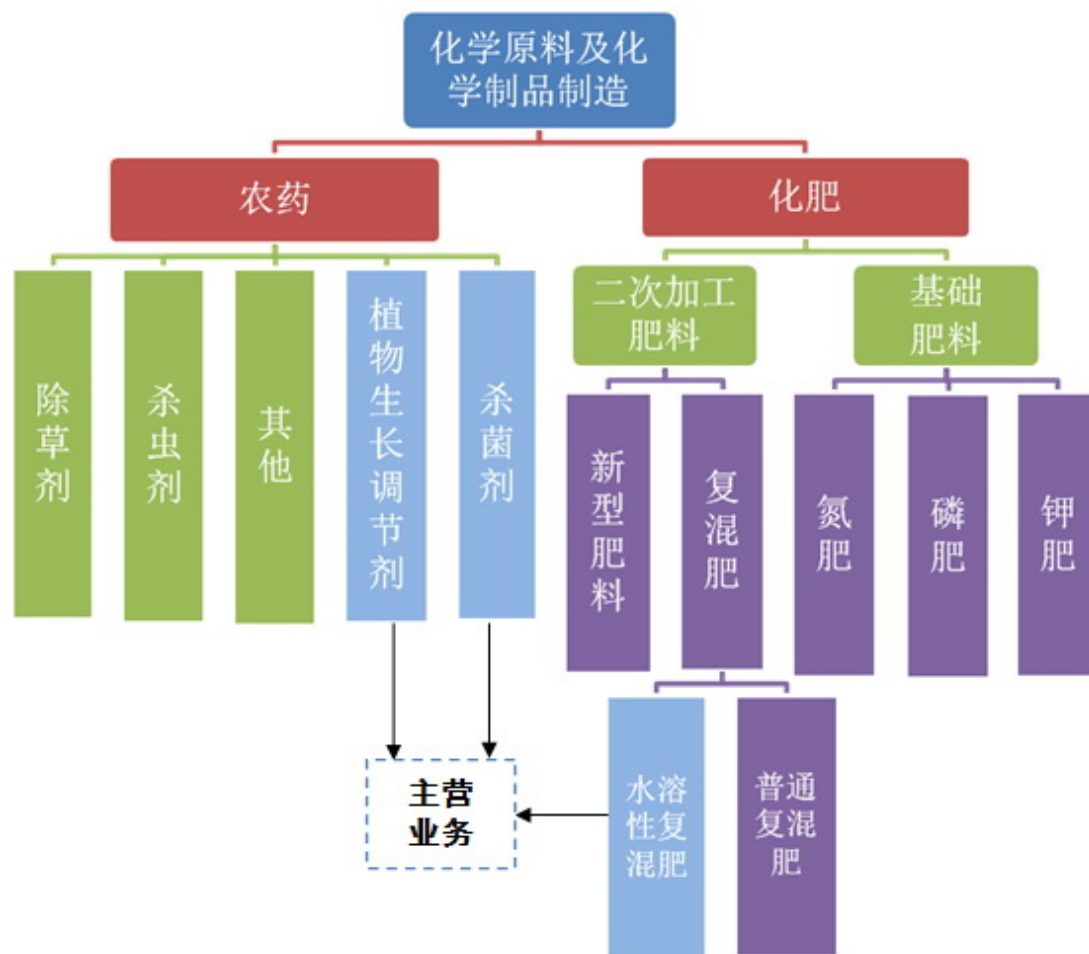 化学原料及化
学制品制造
农药
化肥
二次加工
肥料
基础
肥料
除草剂
杀虫剂
其他
植物生长调节剂
杀菌剂
新型肥料
复混肥
氮肥
磷肥
钾肥
主营
业务
水溶
性复
混肥
普通
复混
肥